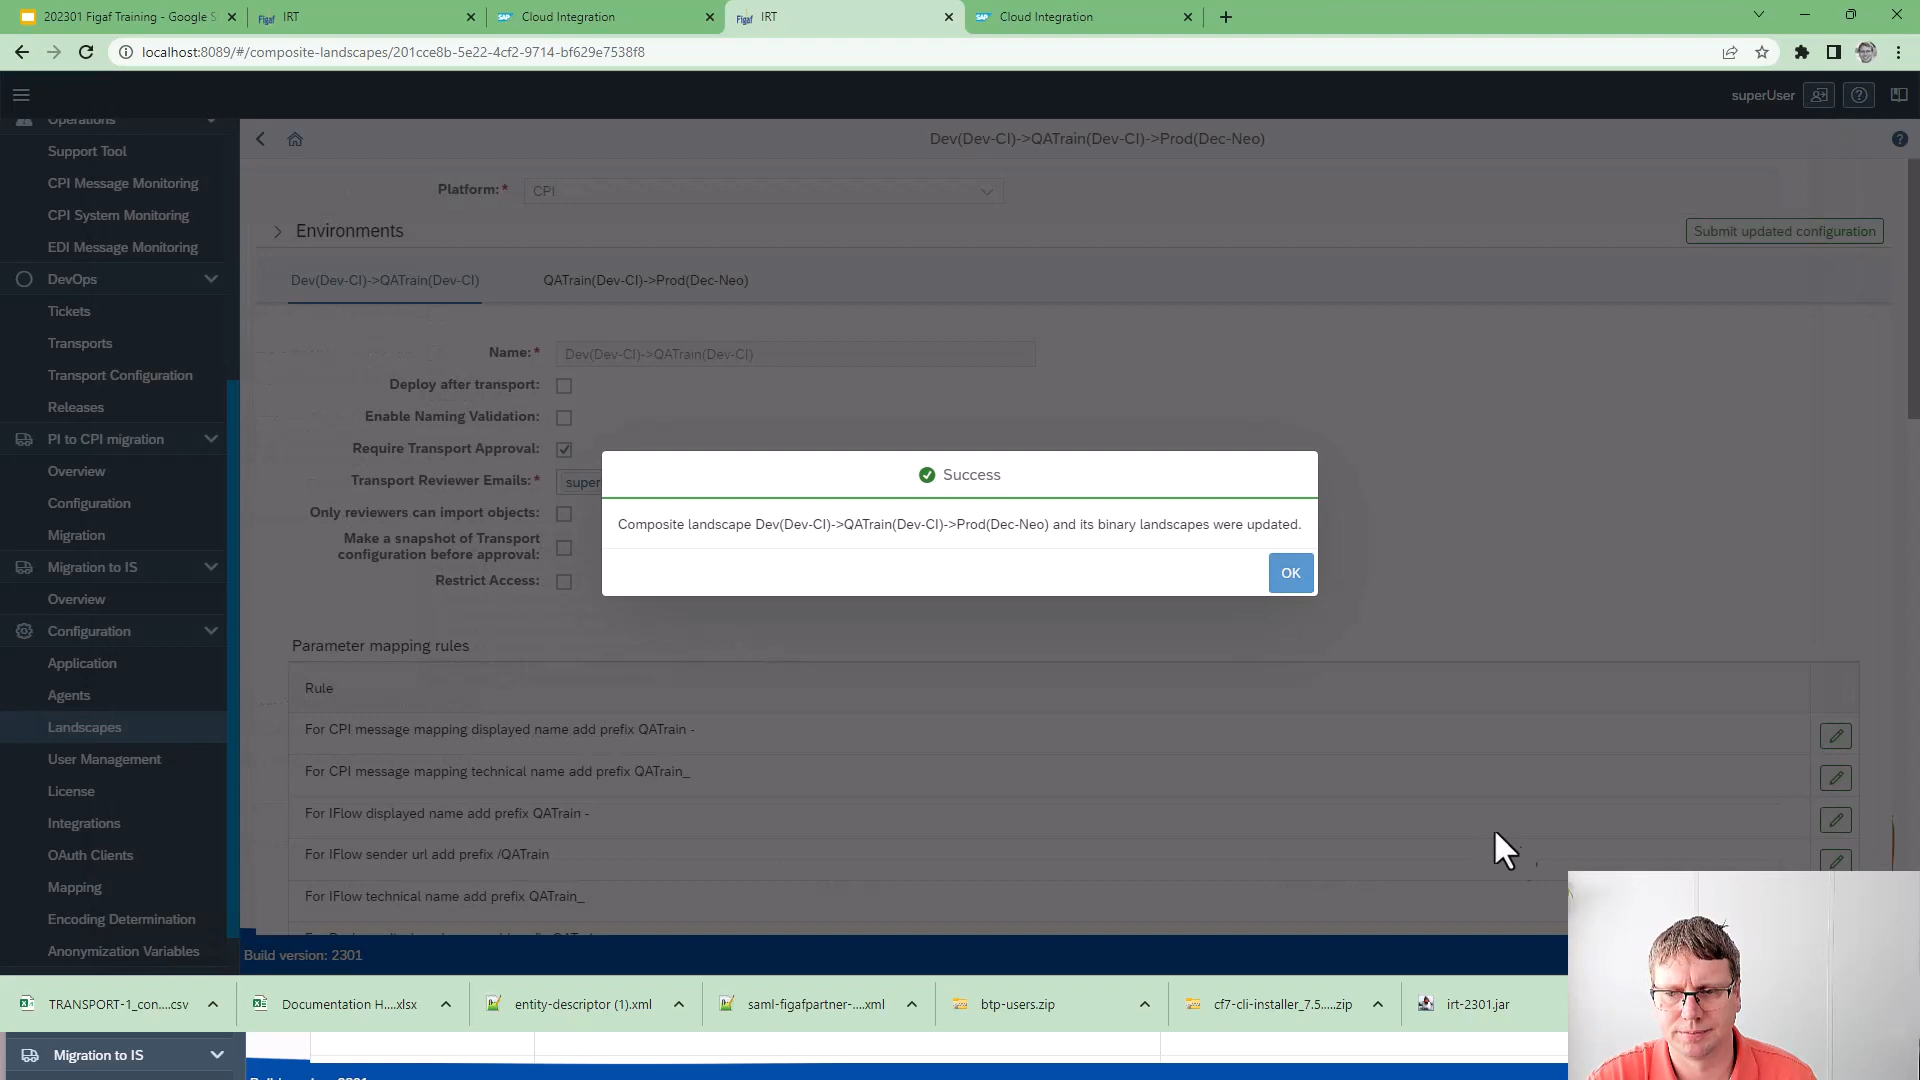 202301 Figaf Training - Google S
Figaf IRT
SAP Cloud Integration
Figaf IRT
SAP Cloud Integration
localhost:8089/#/composite-landscapes/201cce8b-5e22-4cf2-9714-bf629e7538f8
superUser
Operations
Support Tool
CPI Message Monitoring
CPI System Monitoring
EDI Message Monitoring
DevOps
Tickets
Transports
Transport Configuration
Releases
PI to CPI migration
Overview
Configuration
Migration
Migration to IS
Overview
Configuration
Application
Agents
Landscapes
User Management
License
Integrations
OAuth Clients
Mapping
Encoding Determination
Anonymization Variables
Dev(Dev-CI)->QATrain(Dev-CI)->Prod(Dec-Neo)
Platform:* CPI
Environments
Submit updated configuration
Dev(Dev-CI)->QATrain(Dev-CI)
QATrain(Dev-CI)->Prod(Dec-Neo)
Name:* Dev(Dev-CI)->QATrain(Dev-CI)
Deploy after transport:
Enable Naming Validation:
Require Transport Approval:
Transport Reviewer Emails:* super
Only reviewers can import objects:
Make a snapshot of Transport
configuration before approval:
Restrict Access:
Success
Composite landscape Dev(Dev-CI)->QATrain(Dev-CI)->Prod(Dec-Neo) and its binary landscapes were updated.
OK
Parameter mapping rules
Rule
For CPI message mapping displayed name add prefix QATrain -
For CPI message mapping technical name add prefix QATrain_
For IFlow displayed name add prefix QATrain -
For IFlow sender url add prefix /QATrain
For IFlow technical name add prefix QATrain_
Build version: 2301
TRANSPORT-1_con....csv
Documentation H....xlsx
entity-descriptor (1).xml
saml-figafpartner-....xml
btp-users.zip
cf7-cli-installer_7.5.....zip
irt-2301.jar
Migration to IS